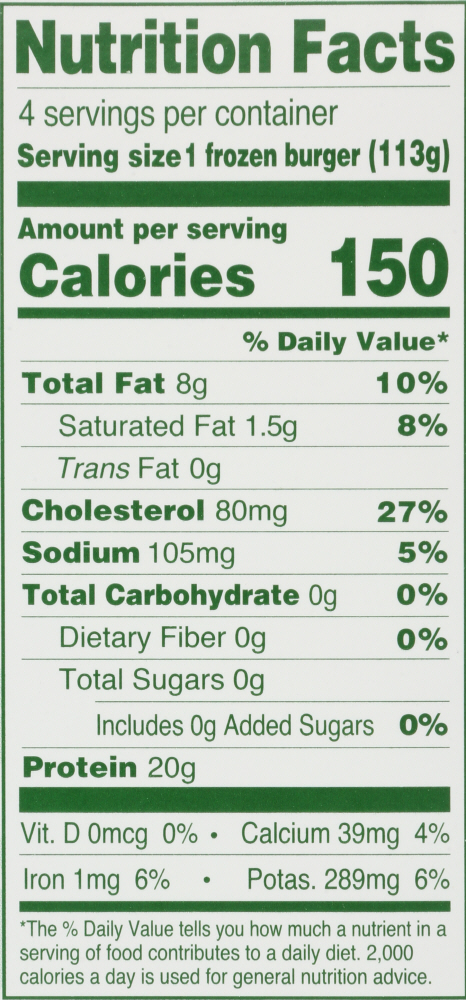 Nutrition Facts
4 servings per container
Serving size 1 frozen burger (113g)
Amount per serving
Calories 150
% Daily Value*
Total Fat 8g 10%
Saturated Fat 1.5g 8%
Trans Fat 0g
Cholesterol 80mg 27%
Sodium 105mg 5%
Total Carbohydrate 0g 0%
Dietary Fiber 0g 0%
Total Sugars 0g
Includes 0g Added Sugars 0%
Protein 20g
Vit. D 0mcg 0% • Calcium 39mg 4%
Iron 1mg 6% • Potas. 289mg 6%
*The % Daily Value tells you how much a nutrient in a
serving of food contributes to a daily diet. 2,000
calories a day is used for general nutrition advice.